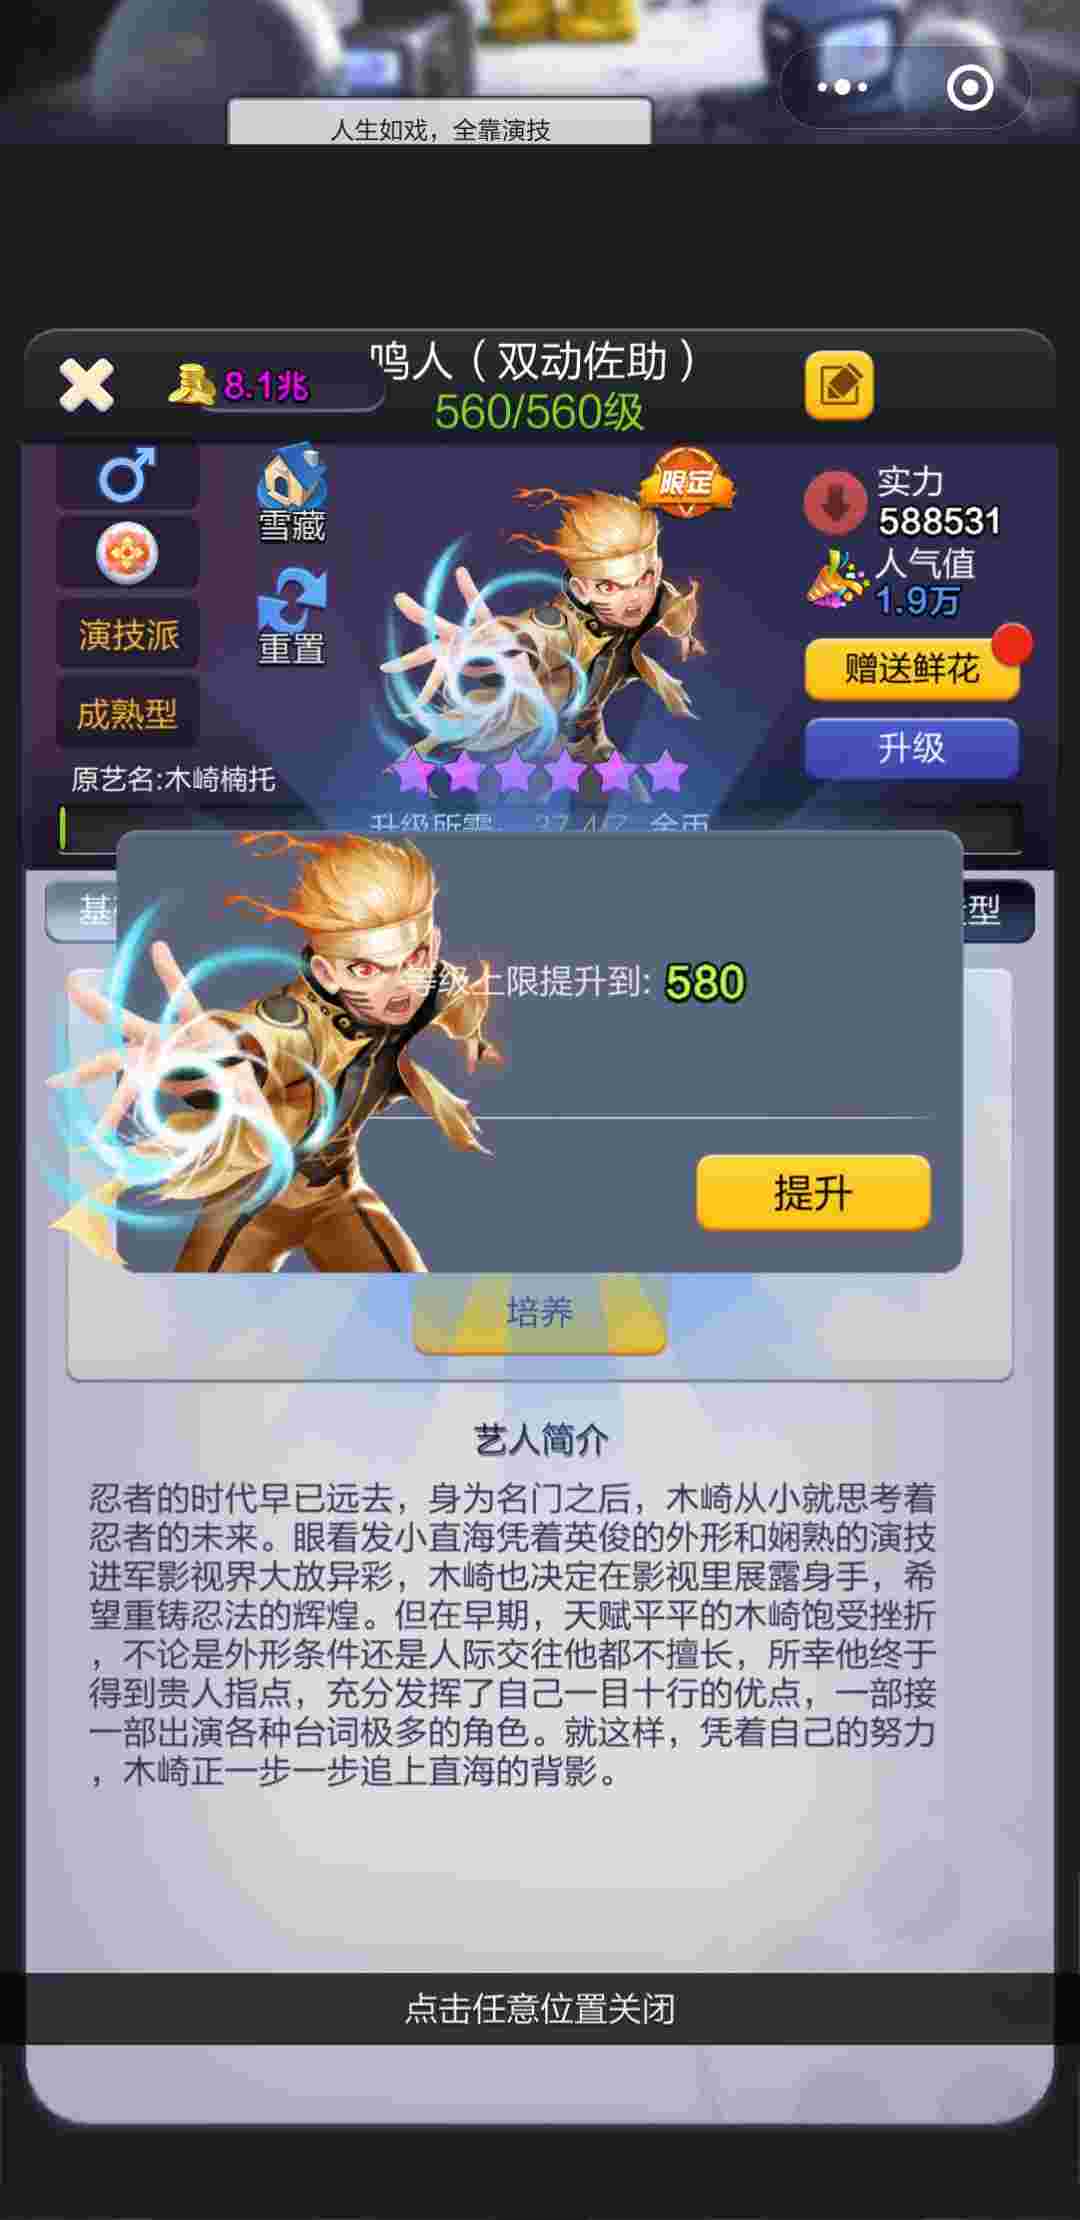 人生如戏，全靠演技
鸣人（双动佐助）
8.1兆
560/560级
限定
雪藏
实力
588531
人气值
1.9万
演技派
重置
赠送鲜花
成熟型
升级
原艺名:木崎楠托
升级所需: 37.4亿 金币
基
型
等级上限提升到: 580
提升
培养
艺人简介
忍者的时代早已远去，身为名门之后，木崎从小就思考着
忍者的未来。眼看发小直海凭着英俊的外形和娴熟的演技
进军影视界大放异彩，木崎也决定在影视里展露身手，希
望重铸忍法的辉煌。但在早期，天赋平平的木崎饱受挫折
，不论是外形条件还是人际交往他都不擅长，所幸他终于
得到贵人指点，充分发挥了自己一目十行的优点，一部接
一部出演各种台词极多的角色。就这样，凭着自己的努力
，木崎正一步一步追上直海的背影。
点击任意位置关闭